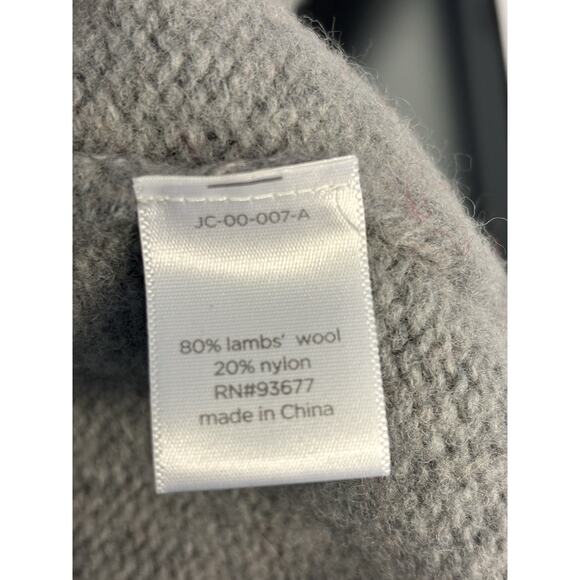 JC-00-007-A
80% lambs' wool
20% nylon
RN#93677
made in China